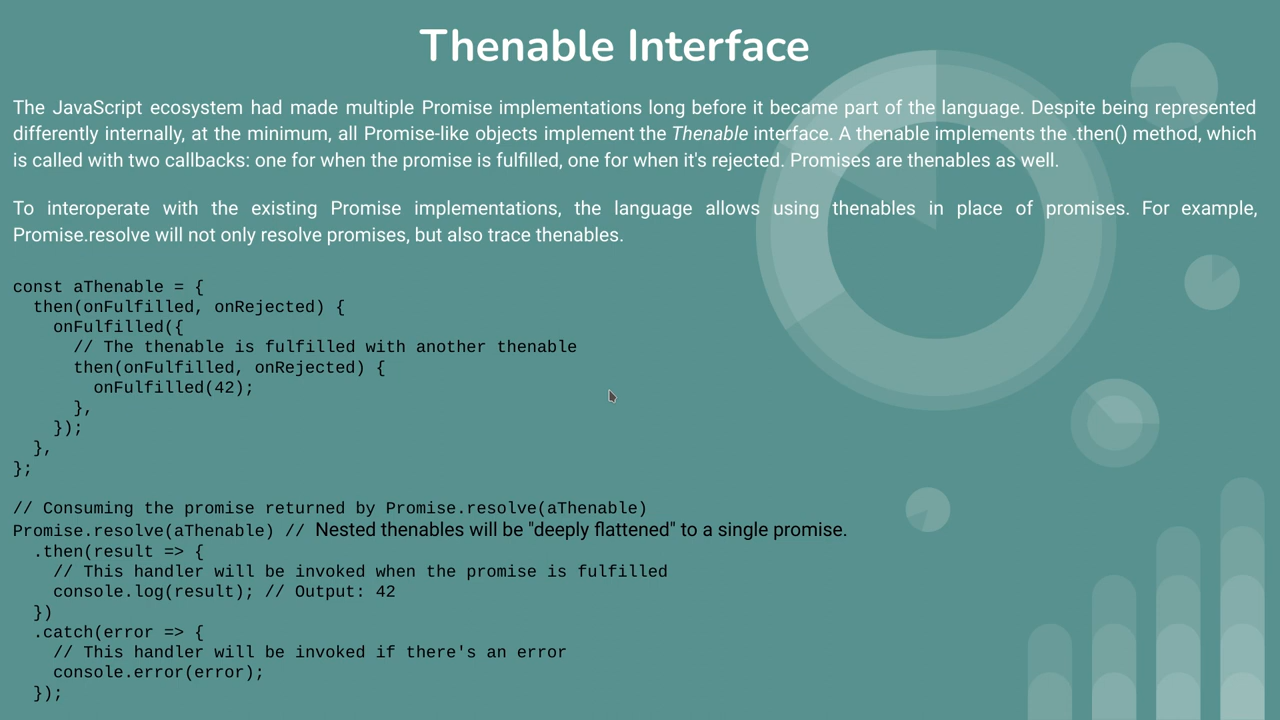 Thenable Interface
The JavaScript ecosystem had made multiple Promise implementations long before it became part of the language. Despite being represented
differently internally, at the minimum, all Promise-like objects implement the Thenable interface. A thenable implements the .then() method, which
is called with two callbacks: one for when the promise is fulfilled, one for when it's rejected. Promises are thenables as well.
To interoperate with the existing Promise implementations, the language allows using thenables in place of promises. For example,
Promise.resolve will not only resolve promises, but also trace thenables.
const aThenable = {
  then(onFulfilled, onRejected) {
    onFulfilled({
      // The thenable is fulfilled with another thenable
      then(onFulfilled, onRejected) {
        onFulfilled(42);
      },
    });
  },
};
// Consuming the promise returned by Promise.resolve(aThenable)
Promise.resolve(aThenable) // Nested thenables will be "deeply flattened" to a single promise.
  .then(result => {
    // This handler will be invoked when the promise is fulfilled
    console.log(result); // Output: 42
  })
  .catch(error => {
    // This handler will be invoked if there's an error
    console.error(error);
  });